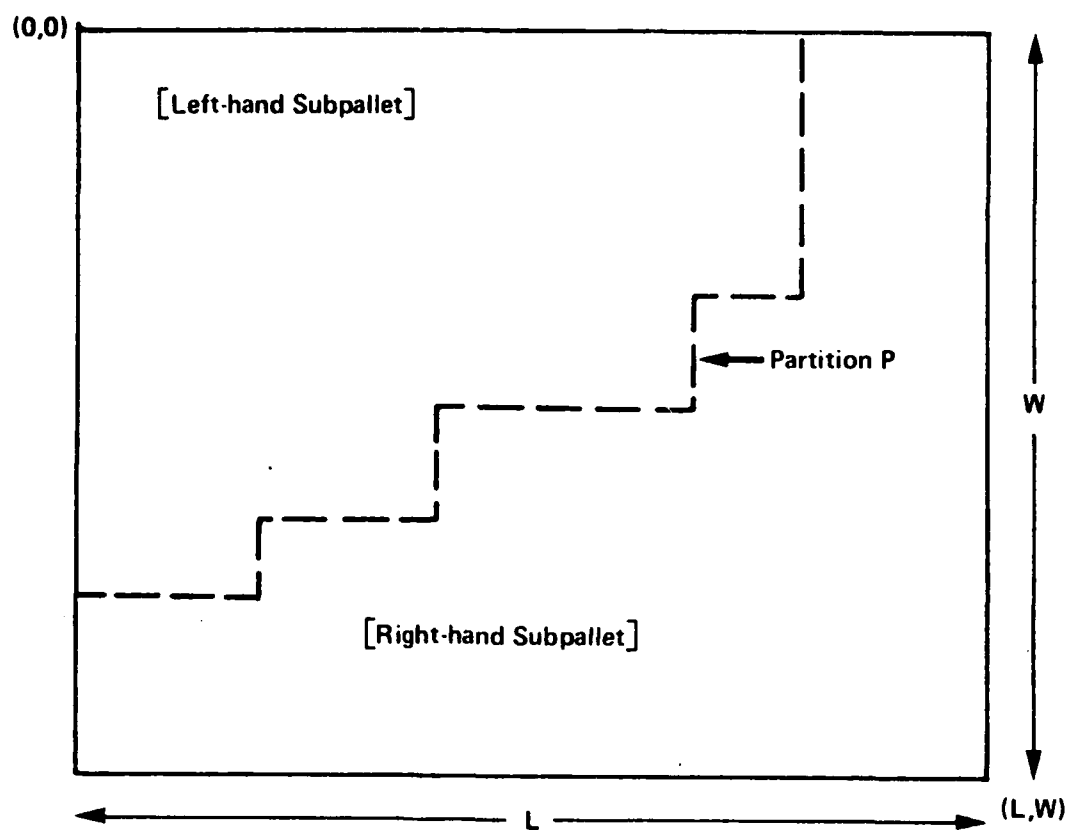 (0,0)
[Left-hand Subpallet]
Partition P
W
[Right-hand Subpallet]
L
(L,W)